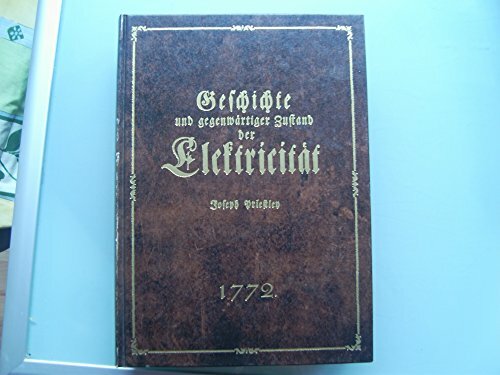 Geschichte
und gegenwärtiger Zustand
der
Elektricität
Joseph Priestley
1772.